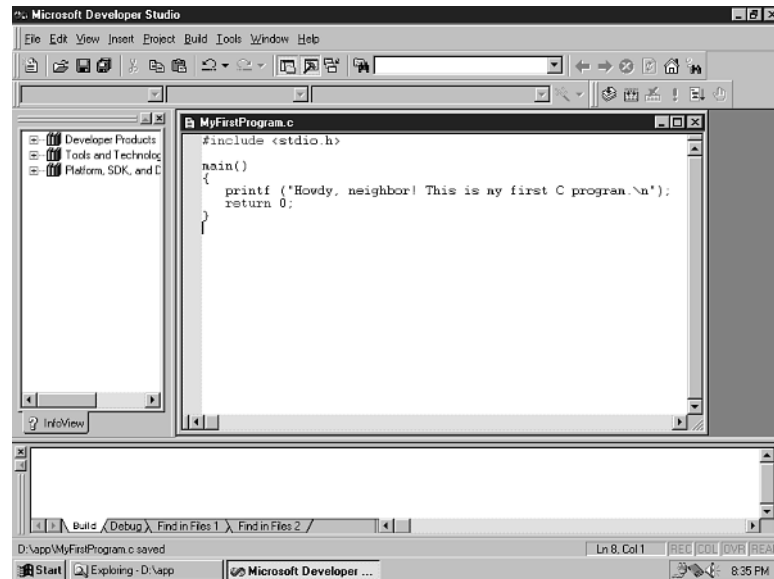 Microsoft Developer Studio
File Edit View Insert Project Build Tools Window Help
MyFirstProgram.c
Developer Products
Tools and Technolog
Platform, SDK, and D
#include <stdio.h>
main()
{
printf ("Howdy, neighbor! This is my first C program.\n");
return 0;
}
InfoView
Build Debug Find in Files 1 Find in Files 2
D:\app\MyFirstProgram.c saved
Ln 8, Col 1 REC COL OVR REA
Start Exploring - D:\app Microsoft Developer ... 8:35 PM